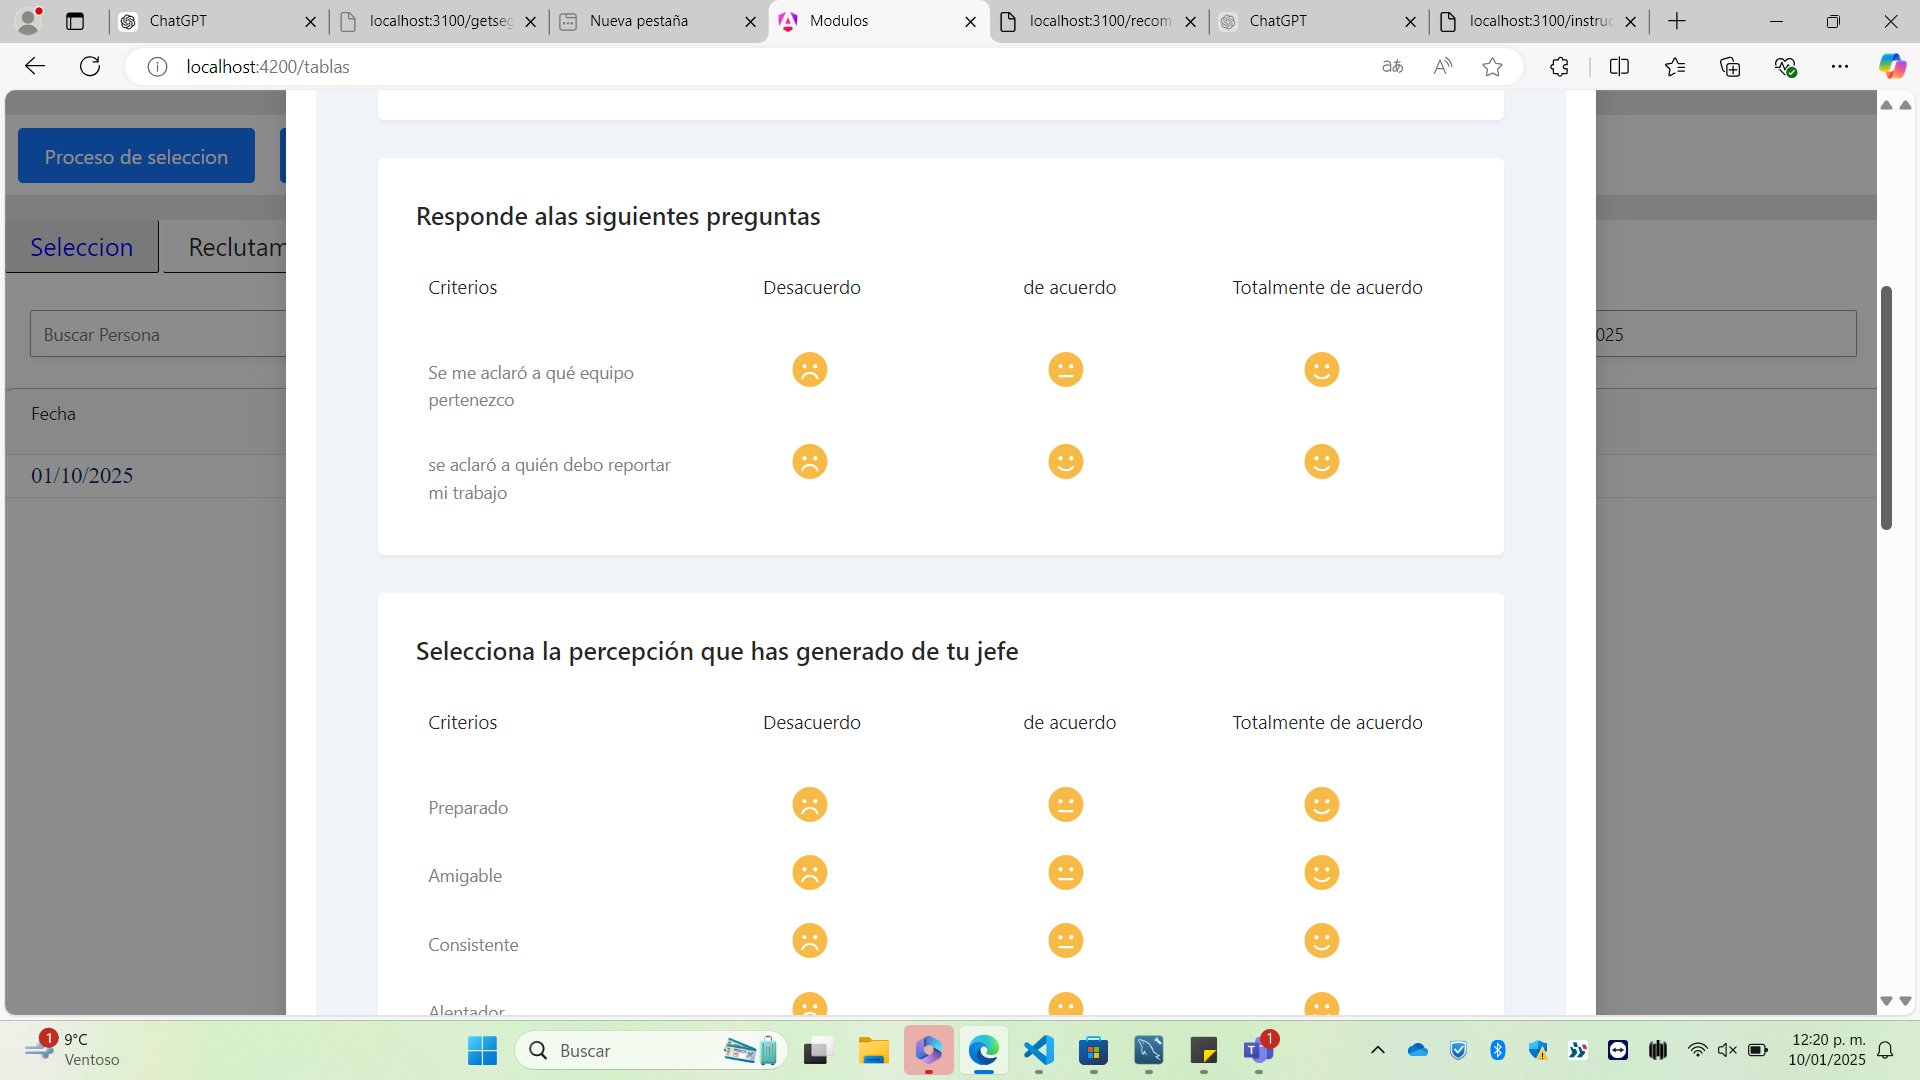 ChatGPT
localhost:3100/getseg
Nueva pestaña
Modulos
localhost:3100/recom
ChatGPT
localhost:3100/instruc
localhost:4200/tablas
Proceso de seleccion
Responde alas siguientes preguntas
Seleccion
Reclutam
Criterios
Desacuerdo
de acuerdo
Totalmente de acuerdo
Buscar Persona
025
Se me aclaró a qué equipo
pertenezco
Fecha
01/10/2025
se aclaró a quién debo reportar
mi trabajo
Selecciona la percepción que has generado de tu jefe
Criterios
Desacuerdo
de acuerdo
Totalmente de acuerdo
Preparado
Amigable
Consistente
Alentador
1
9°C
Ventoso
Buscar
1
12:20 p. m.
10/01/2025